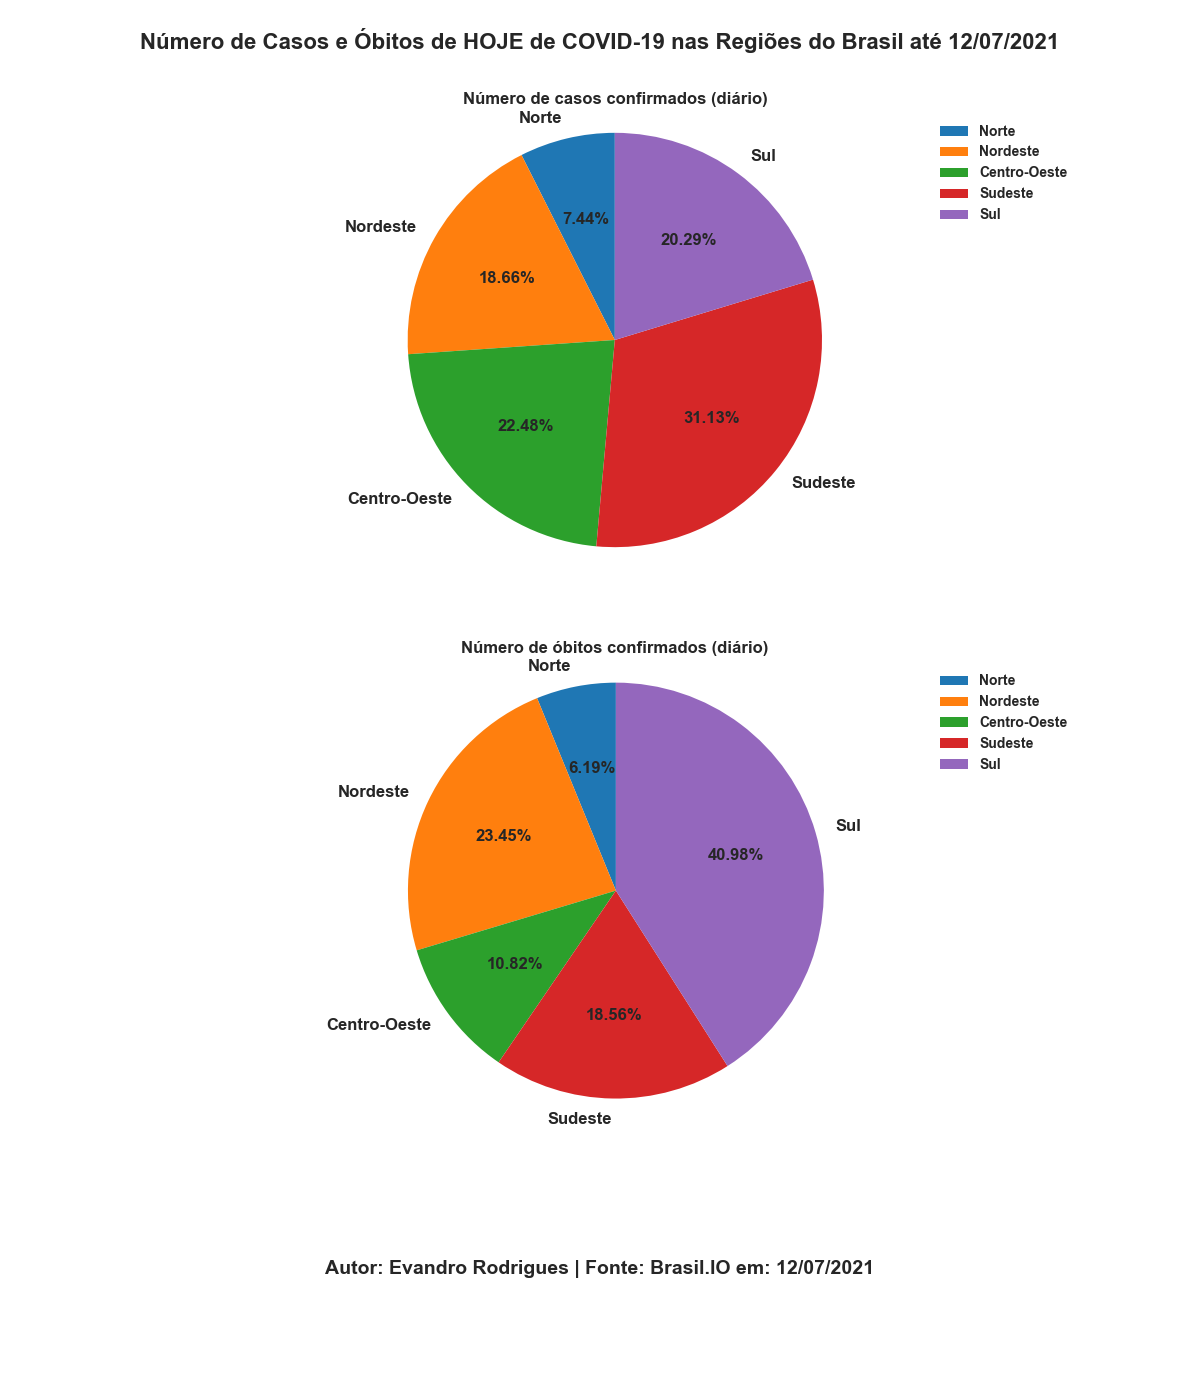 Número de Casos e Óbitos de HOJE de COVID-19 nas Regiões do Brasil até 12/07/2021
Número de casos confirmados (diário)
Norte
Sul
Nordeste
7.44%
20.29%
18.66%
31.13%
22.48%
Sudeste
Centro-Oeste
Norte
Nordeste
Centro-Oeste
Sudeste
Sul
Número de óbitos confirmados (diário)
Norte
Nordeste
6.19%
Sul
23.45%
40.98%
10.82%
18.56%
Centro-Oeste
Sudeste
Norte
Nordeste
Centro-Oeste
Sudeste
Sul
Autor: Evandro Rodrigues | Fonte: Brasil.IO em: 12/07/2021